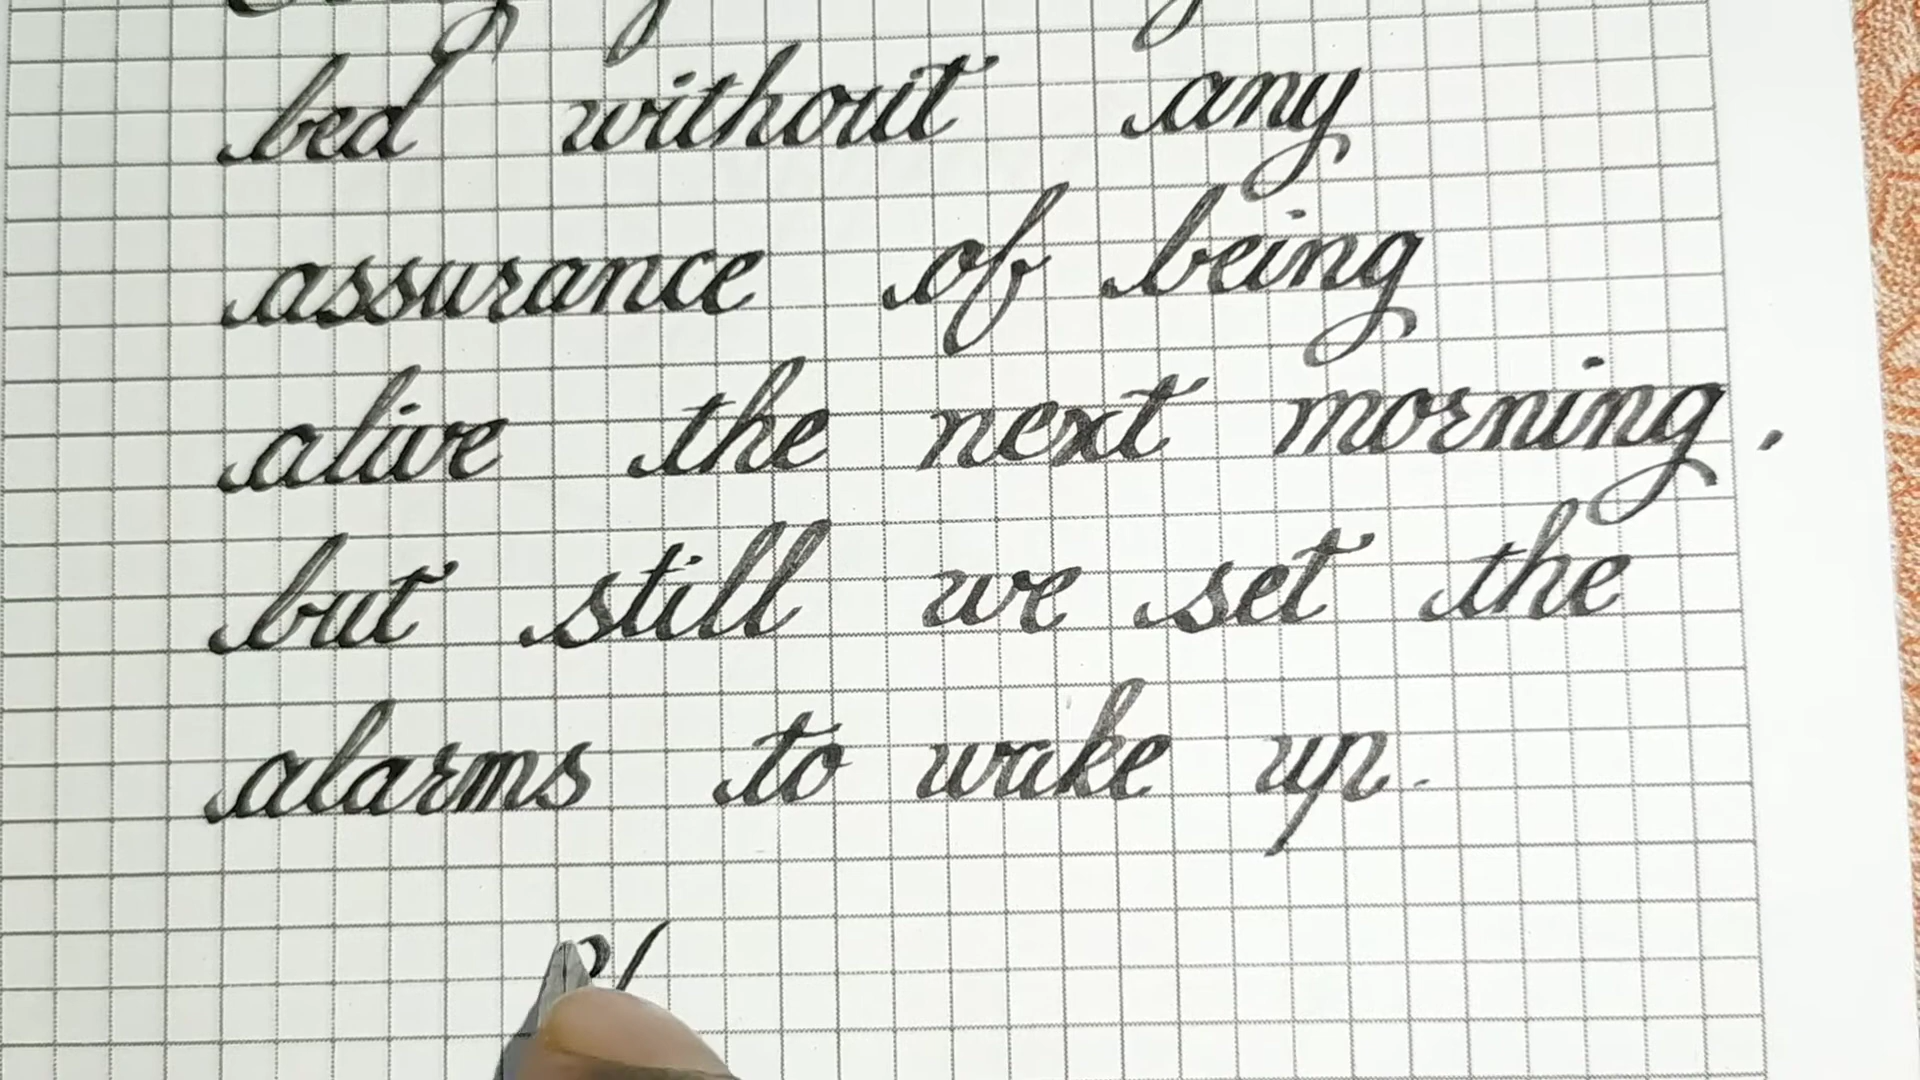 bed without any
assurance of being
alive the next morning.
but still we set the
alarms to wake up.